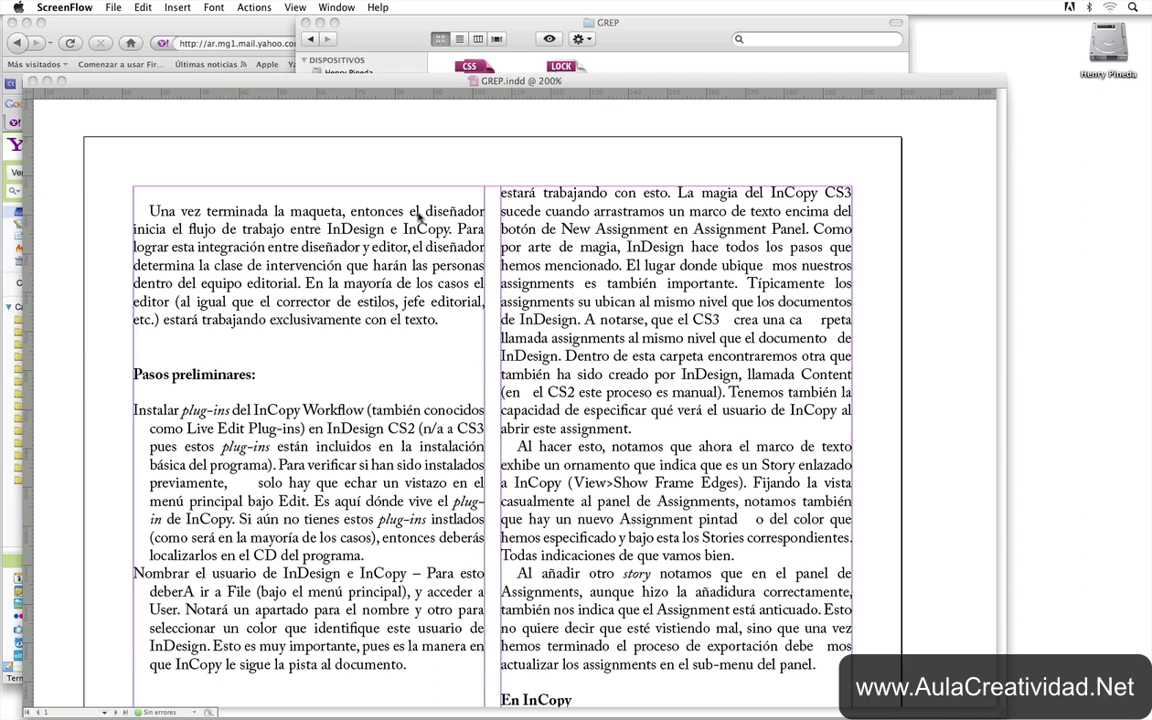 ScreenFlow File Edit Insert Font Actions View Window Help
GREP
http://ar.mg1.mail.yahoo.co
Más visitados Comenzar a usar Fir... Últimas noticias Apple
DISPOSITIVOS
Henry Pineda
CSS
LOCK
Henry Pineda
GREP.indd @ 200%
Una vez terminada la maqueta, entonces el diseñador
inicia el flujo de trabajo entre InDesign e InCopy. Para
lograr esta integración entre diseñador y editor, el diseñador
determina la clase de intervención que harán las personas
dentro del equipo editorial. En la mayoría de los casos el
editor (al igual que el corrector de estilos, jefe editorial,
etc.) estará trabajando exclusivamente con el texto.
Pasos preliminares:
Instalar plug-ins del InCopy Workflow (también conocidos
como Live Edit Plug-ins) en InDesign CS2 (n/a a CS3
pues estos plug-ins están incluidos en la instalación
básica del programa). Para verificar si han sido instalados
previamente, solo hay que echar un vistazo en el
menú principal bajo Edit. Es aquí dónde vive el plug-
in de InCopy. Si aún no tienes estos plug-ins instlados
(como será en la mayoría de los casos), entonces deberás
localizarlos en el CD del programa.
Nombrar el usuario de InDesign e InCopy – Para esto
deberA ir a File (bajo el menú principal), y acceder a
User. Notará un apartado para el nombre y otro para
seleccionar un color que identifique este usuario de
InDesign. Esto es muy importante, pues es la manera en
que InCopy le sigue la pista al documento.
estará trabajando con esto. La magia del InCopy CS3
sucede cuando arrastramos un marco de texto encima del
botón de New Assignment en Assignment Panel. Como
por arte de magia, InDesign hace todos los pasos que
hemos mencionado. El lugar donde ubique mos nuestros
assignments es también importante. Típicamente los
assignments su ubican al mismo nivel que los documentos
de InDesign. A notarse, que el CS3 crea una ca rpeta
llamada assignments al mismo nivel que el documento de
InDesign. Dentro de esta carpeta encontraremos otra que
también ha sido creado por InDesign, llamada Content
(en el CS2 este proceso es manual). Tenemos también la
capacidad de especificar qué verá el usuario de InCopy al
abrir este assignment.
Al hacer esto, notamos que ahora el marco de texto
exhibe un ornamento que indica que es un Story enlazado
a InCopy (View>Show Frame Edges). Fijando la vista
casualmente al panel de Assignments, notamos también
que hay un nuevo Assignment pintad o del color que
hemos especificado y bajo esta los Stories correspondientes.
Todas indicaciones de que vamos bien.
Al añadir otro story notamos que en el panel de
Assignments, aunque hizo la añadidura correctamente,
también nos indica que el Assignment está anticuado. Esto
no quiere decir que esté vistiendo mal, sino que una vez
hemos terminado el proceso de exportación debe mos
actualizar los assignments en el sub-menu del panel.
En InCopy
1 Sin errores
www.AulaCreatividad.Net